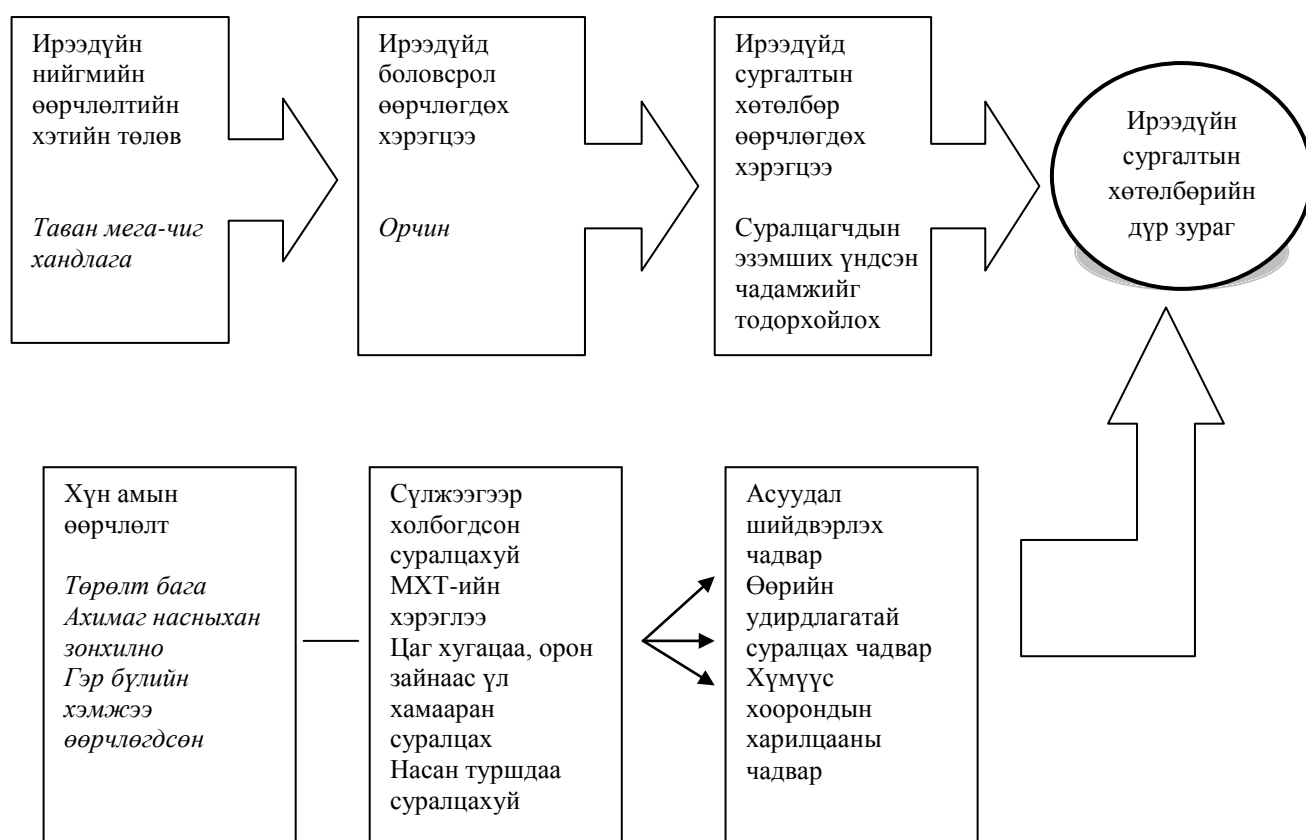 Ирээдүйн
нийгмийн
өөрчлөлтийн
хэтийн төлөв
Таван мега-чиг
хандлага
Ирээдүйд
боловсрол
өөрчлөгдөх
хэрэгцээ
Орчин
Ирээдүйд
сургалтын
хөтөлбөр
өөрчлөгдөх
хэрэгцээ
Суралцагчдын
эзэмших үндсэн
чадамжийг
тодорхойлох
Ирээдүйн
сургалтын
хөтөлбөрийн
дүр зураг
Хүн амын
өөрчлөлт
Төрөлт бага
Ахимаг насныхан
зонхилно
Гэр бүлийн
хэмжээ
өөрчлөгдсөн
Сүлжээгээр
холбогдсон
суралцахуй
МХТ-ийн
хэрэглээ
Цаг хугацаа, орон
зайнаас үл
хамааран
суралцах
Насан туршдаа
суралцахуй
Асуудал
шийдвэрлэх
чадвар
Өөрийн
удирдлагатай
суралцах чадвар
Хүмүүс
хоорондын
харилцааны
чадвар